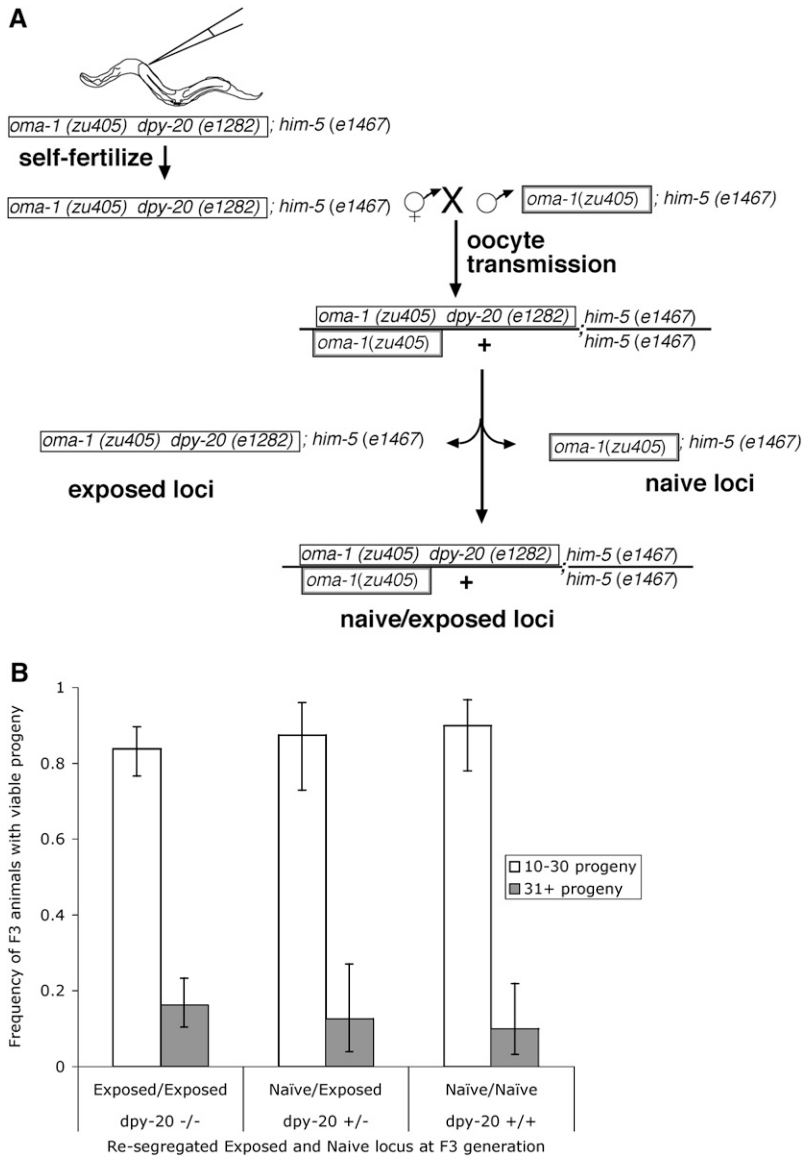 A
oma-1 (zu405) dpy-20 (e1282) ; him-5 (e1467)
self-fertilize
oma-1 (zu405) dpy-20 (e1282) ; him-5 (e1467) X oma-1(zu405) ; him-5 (e1467)
oocyte
transmission
oma-1 (zu405) dpy-20 (e1282) ; him-5 (e1467)
oma-1(zu405) + him-5 (e1467)
oma-1 (zu405) dpy-20 (e1282) ; him-5 (e1467) oma-1(zu405) ; him-5 (e1467)
exposed loci naive loci
oma-1 (zu405) dpy-20 (e1282) ; him-5 (e1467)
oma-1(zu405) + him-5 (e1467)
naive/exposed loci
B
Frequency of F3 animals with viable progeny
1
0.8
0.6
0.4
0.2
0
10-30 progeny
31+ progeny
Exposed/Exposed Naïve/Exposed Naïve/Naïve
dpy-20 -/- dpy-20 +/- dpy-20 +/+
Re-segregated Exposed and Naive locus at F3 generation